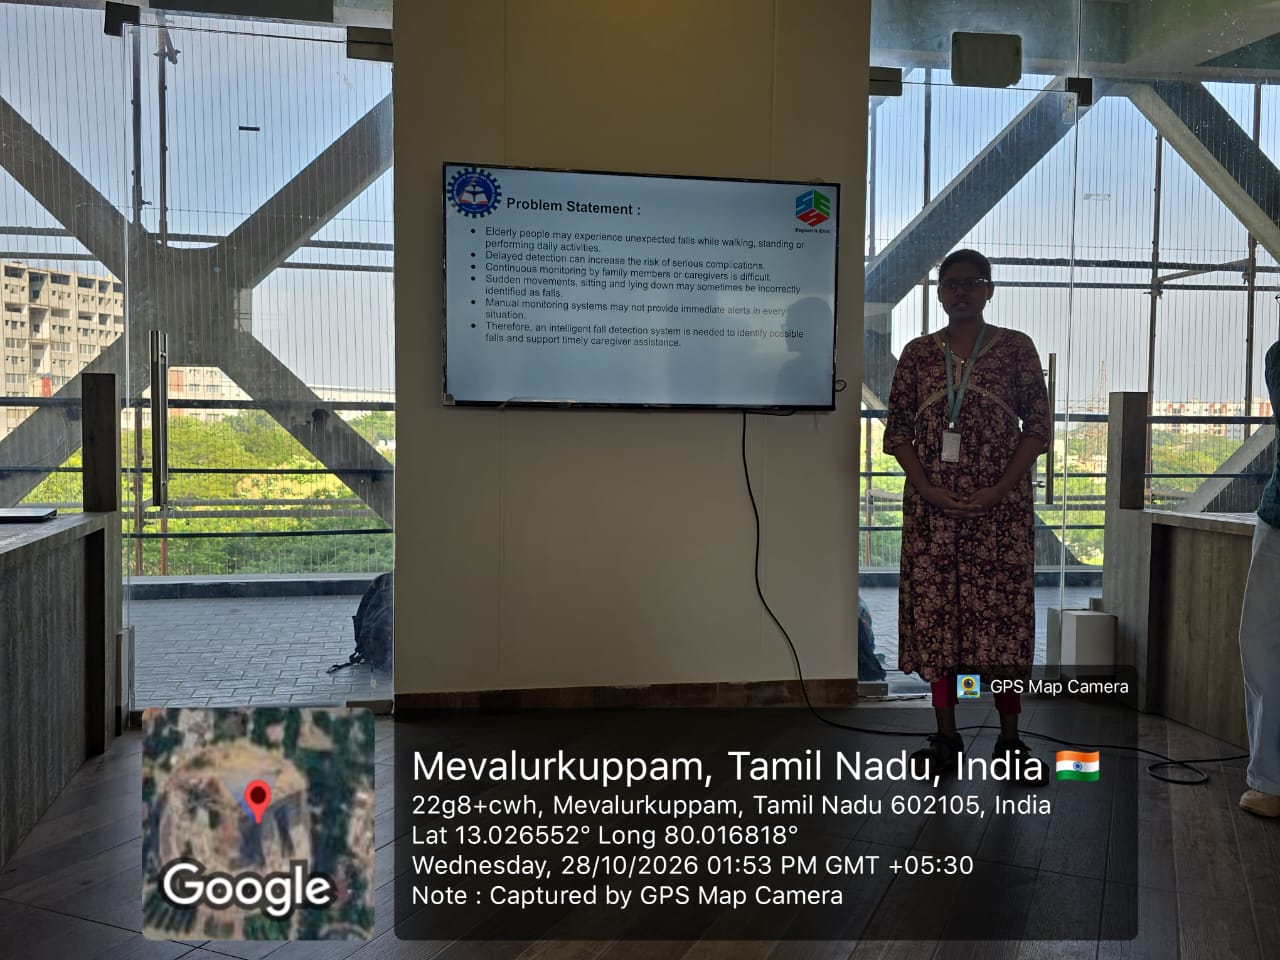 Problem Statement :
● Elderly people may experience unexpected falls while walking, standing or
performing daily activities.
● Delayed detection can increase the risk of serious complications.
● Continuous monitoring by family members or caregivers is difficult.
● Sudden movements, sitting and lying down may sometimes be incorrectly
identified as falls.
● Manual monitoring systems may not provide immediate alerts in every
situation.
● Therefore, an intelligent fall detection system is needed to identify possible
falls and support timely caregiver assistance.
SES
Engineer to Excel
GPS Map Camera
Mevalurkuppam, Tamil Nadu, India
22g8+cwh, Mevalurkuppam, Tamil Nadu 602105, India
Lat 13.026552° Long 80.016818°
Wednesday, 28/10/2026 01:53 PM GMT +05:30
Note : Captured by GPS Map Camera
Google